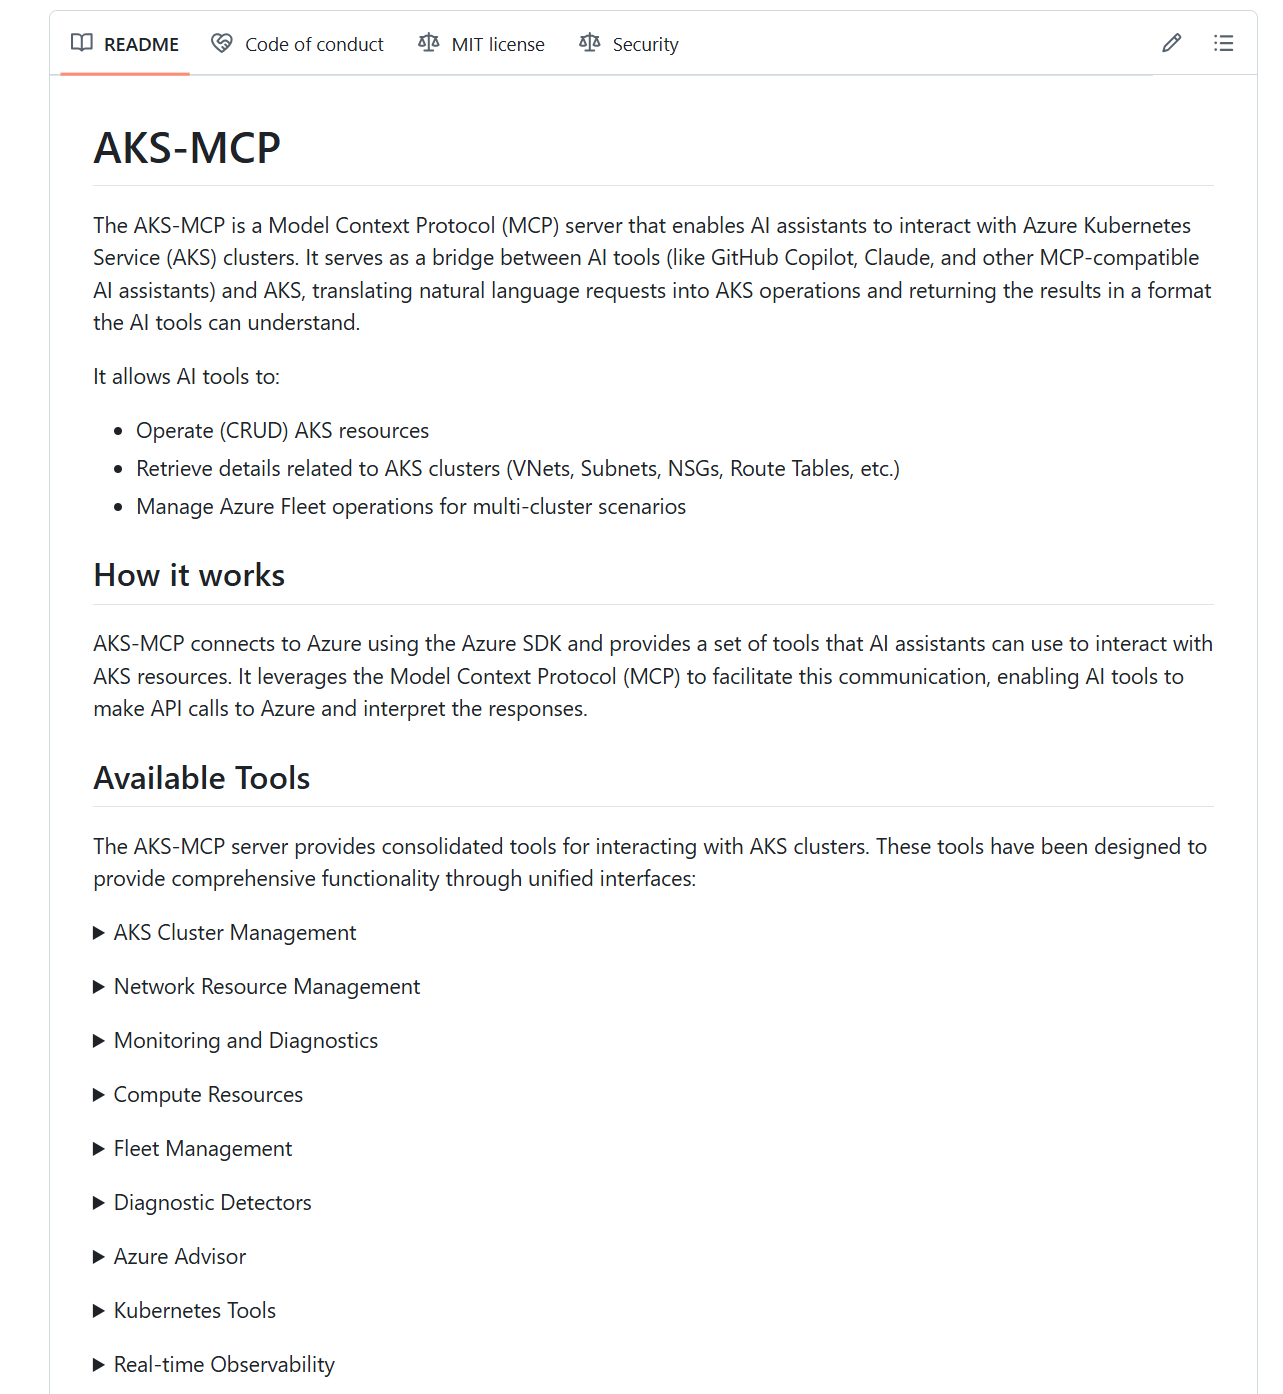 README Code of conduct MIT license Security
AKS-MCP
The AKS-MCP is a Model Context Protocol (MCP) server that enables AI assistants to interact with Azure Kubernetes
Service (AKS) clusters. It serves as a bridge between AI tools (like GitHub Copilot, Claude, and other MCP-compatible
AI assistants) and AKS, translating natural language requests into AKS operations and returning the results in a format
the AI tools can understand.
It allows AI tools to:
• Operate (CRUD) AKS resources
• Retrieve details related to AKS clusters (VNets, Subnets, NSGs, Route Tables, etc.)
• Manage Azure Fleet operations for multi-cluster scenarios
How it works
AKS-MCP connects to Azure using the Azure SDK and provides a set of tools that AI assistants can use to interact with
AKS resources. It leverages the Model Context Protocol (MCP) to facilitate this communication, enabling AI tools to
make API calls to Azure and interpret the responses.
Available Tools
The AKS-MCP server provides consolidated tools for interacting with AKS clusters. These tools have been designed to
provide comprehensive functionality through unified interfaces:
▶ AKS Cluster Management
▶ Network Resource Management
▶ Monitoring and Diagnostics
▶ Compute Resources
▶ Fleet Management
▶ Diagnostic Detectors
▶ Azure Advisor
▶ Kubernetes Tools
▶ Real-time Observability